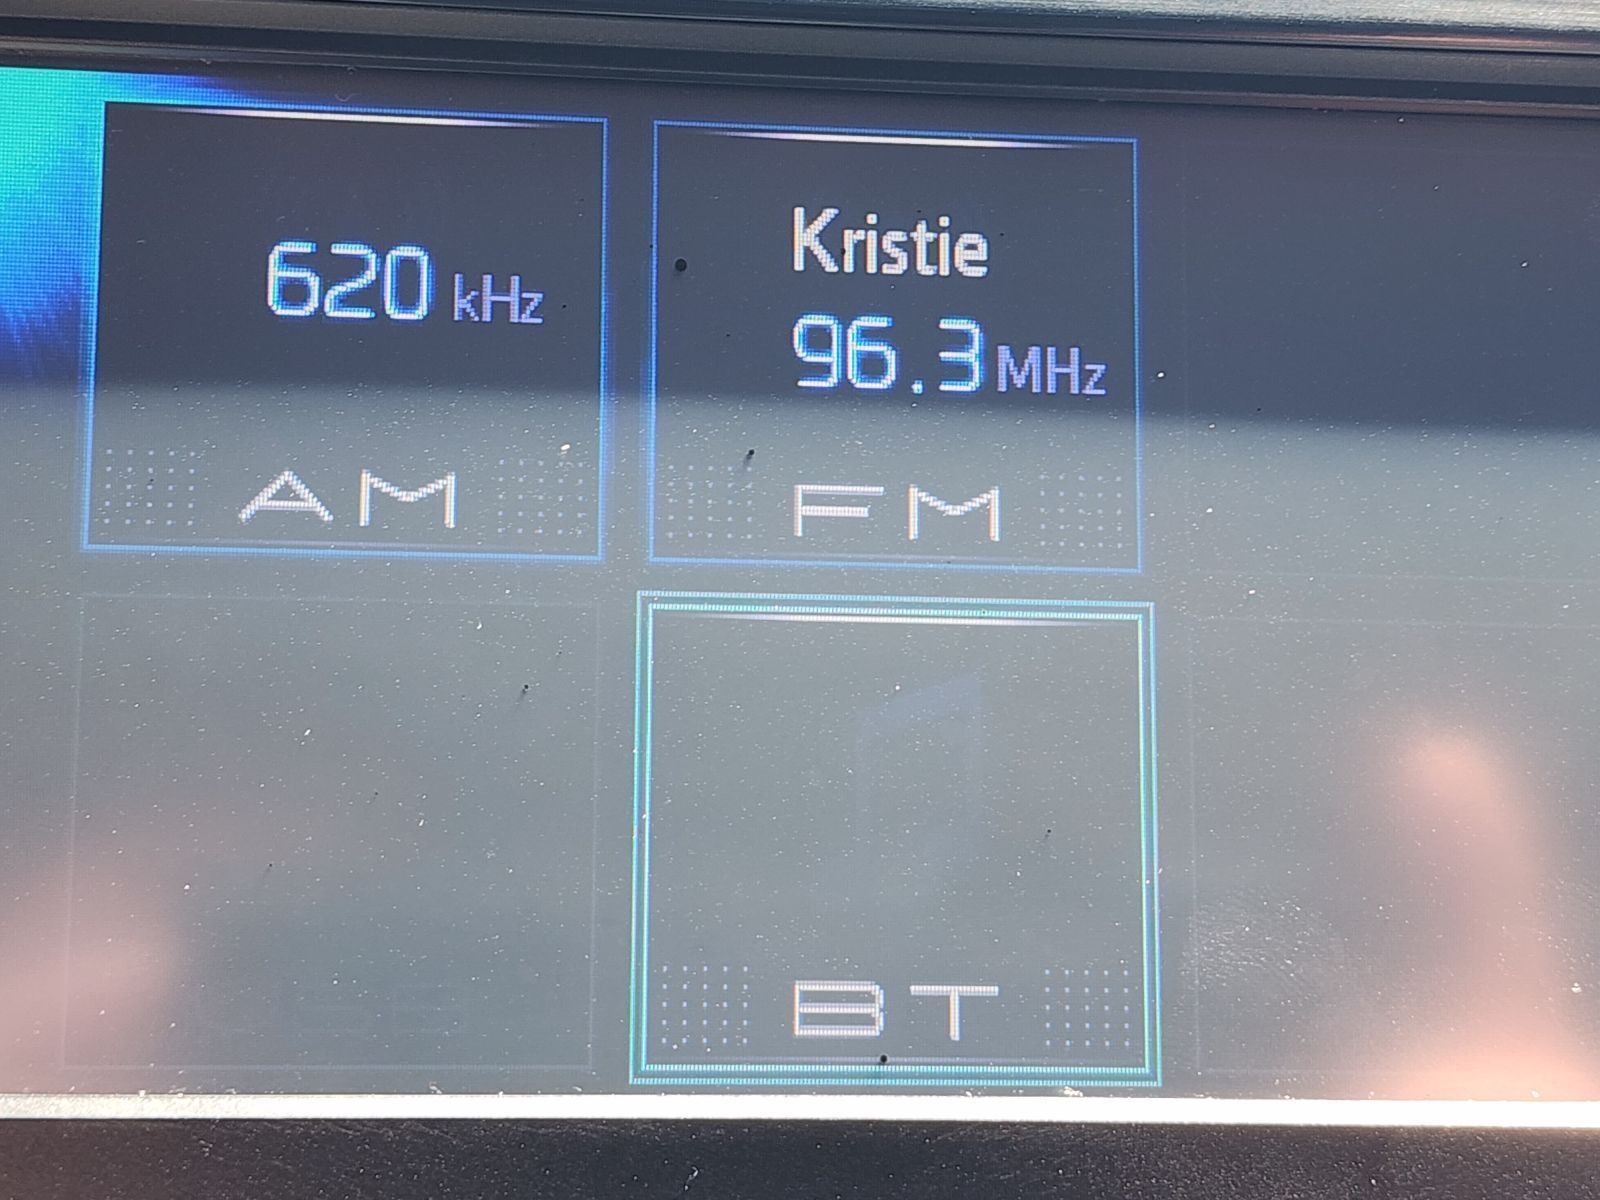 620 kHz
AM
Kristie
96.3 MHz
FM
BT